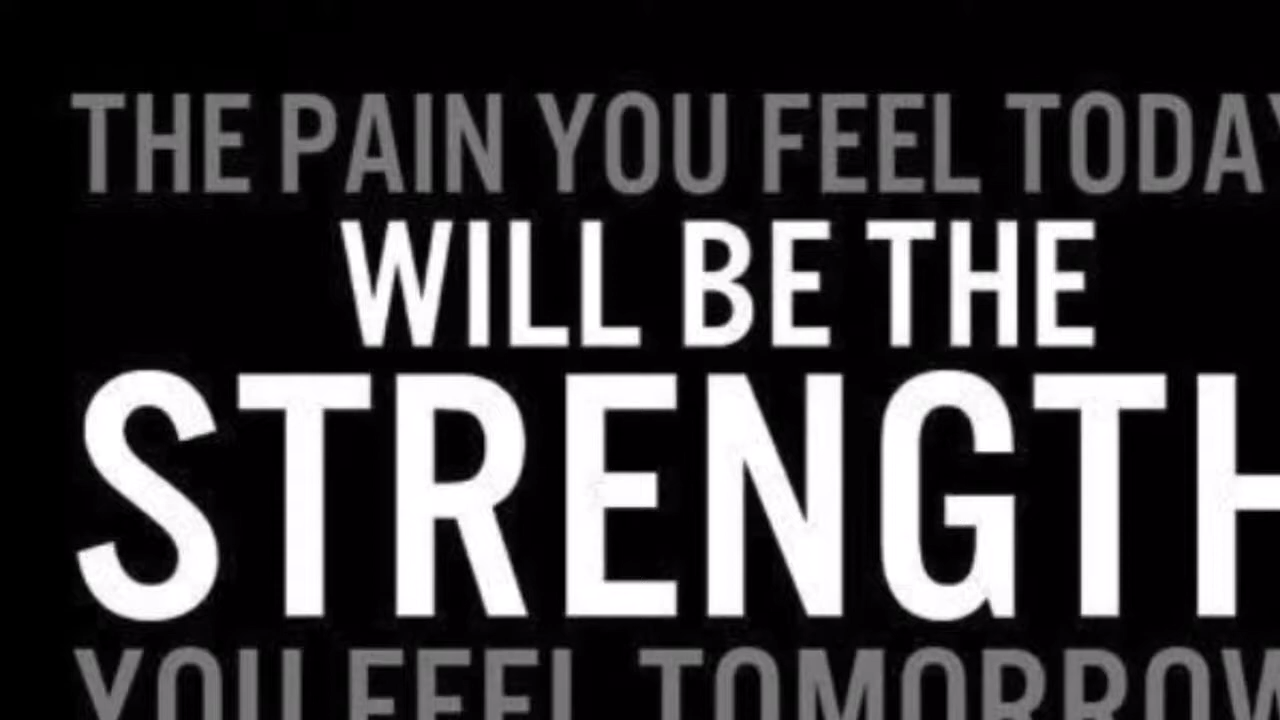 THE PAIN YOU FEEL TODAY
WILL BE THE
STRENGTH
YOU FEEL TOMORROW